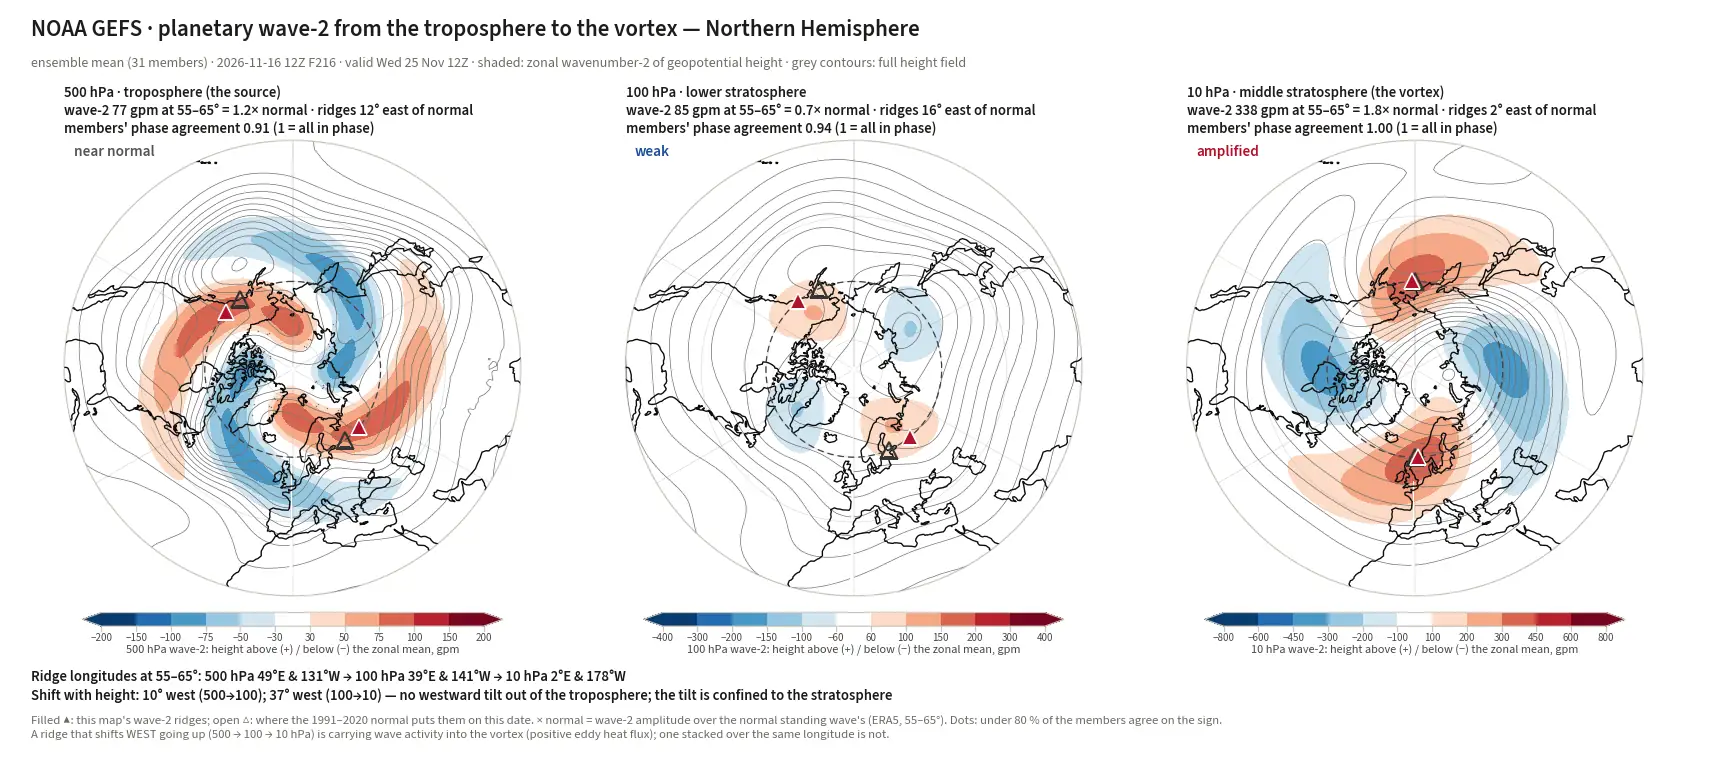 NOAA GEFS · planetary wave-2 from the troposphere to the vortex — Northern Hemisphere
ensemble mean (31 members) · 2026-11-16 12Z F216 · valid Wed 25 Nov 12Z · shaded: zonal wavenumber-2 of geopotential height · grey contours: full height field
500 hPa · troposphere (the source)
wave-2 77 gpm at 55–65° = 1.2× normal · ridges 12° east of normal
members' phase agreement 0.91 (1 = all in phase)
near normal
100 hPa · lower stratosphere
wave-2 85 gpm at 55–65° = 0.7× normal · ridges 16° east of normal
members' phase agreement 0.94 (1 = all in phase)
weak
10 hPa · middle stratosphere (the vortex)
wave-2 338 gpm at 55–65° = 1.8× normal · ridges 2° east of normal
members' phase agreement 1.00 (1 = all in phase)
amplified
−200 −150 −100 −75 −50 −30 30 50 75 100 150 200
500 hPa wave-2: height above (+) / below (−) the zonal mean, gpm
−400 −300 −200 −150 −100 −60 60 100 150 200 300 400
100 hPa wave-2: height above (+) / below (−) the zonal mean, gpm
−800 −600 −450 −300 −200 −100 100 200 300 450 600 800
10 hPa wave-2: height above (+) / below (−) the zonal mean, gpm
Ridge longitudes at 55–65°: 500 hPa 49°E & 131°W → 100 hPa 39°E & 141°W → 10 hPa 2°E & 178°W
Shift with height: 10° west (500→100); 37° west (100→10) — no westward tilt out of the troposphere; the tilt is confined to the stratosphere
Filled ▲: this map's wave-2 ridges; open △: where the 1991–2020 normal puts them on this date. × normal = wave-2 amplitude over the normal standing wave's (ERA5, 55–65°). Dots: under 80 % of the members agree on the sign.
A ridge that shifts WEST going up (500 → 100 → 10 hPa) is carrying wave activity into the vortex (positive eddy heat flux); one stacked over the same longitude is not.